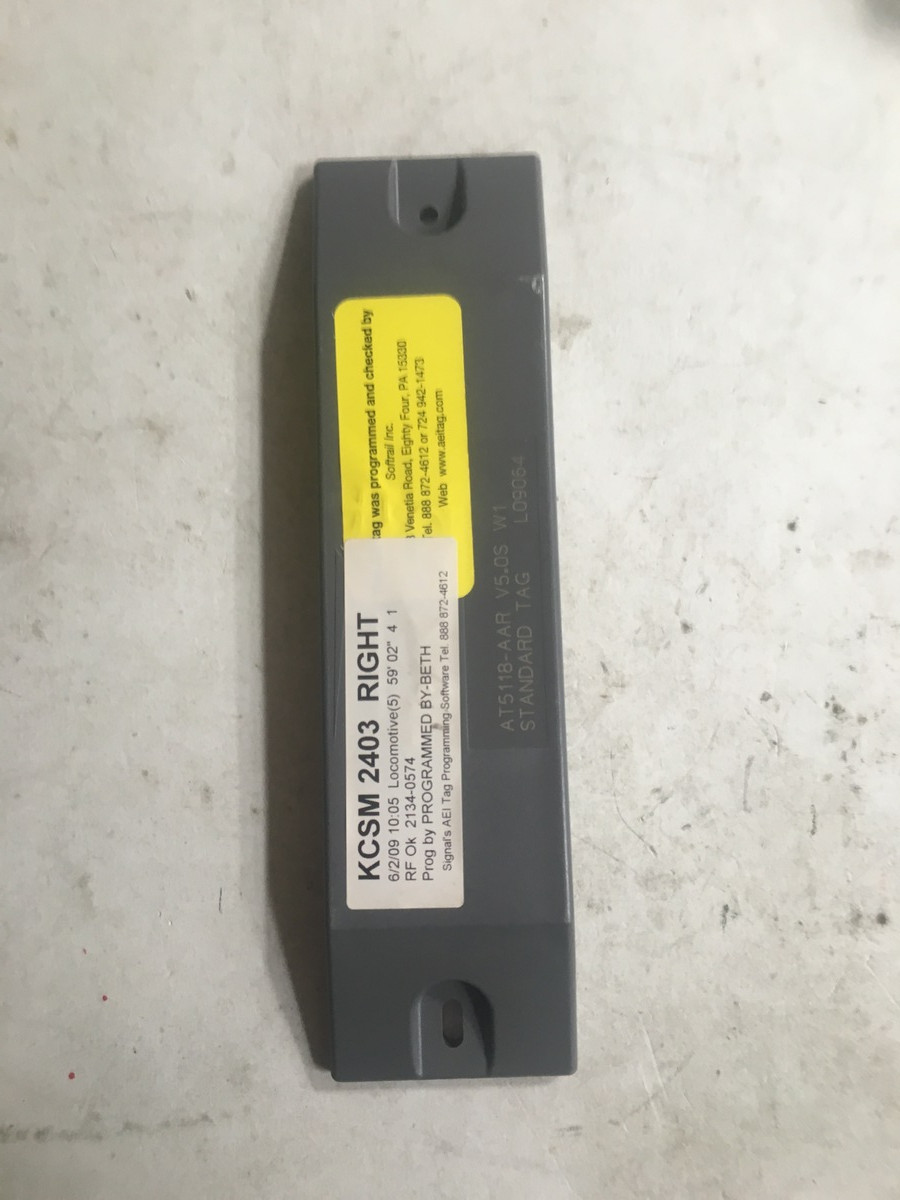 tag was programmed and checked by
Softrail Inc.
Venetia Road, Eighty Four, PA 15330
Tel. 888 872-4612 or 724 942-1473
Web www.aeitag.com
KCSM 2403 RIGHT
6/2/09 10:05 Locomotive(5) 59' 02" 4 1
RF Ok 2134-0574
Prog by PROGRAMMED BY-BETH
Signal's AEI Tag Programming Software Tel. 888 872-4612
AT5118-AAR V5.0S W1
STANDARD TAG L09054